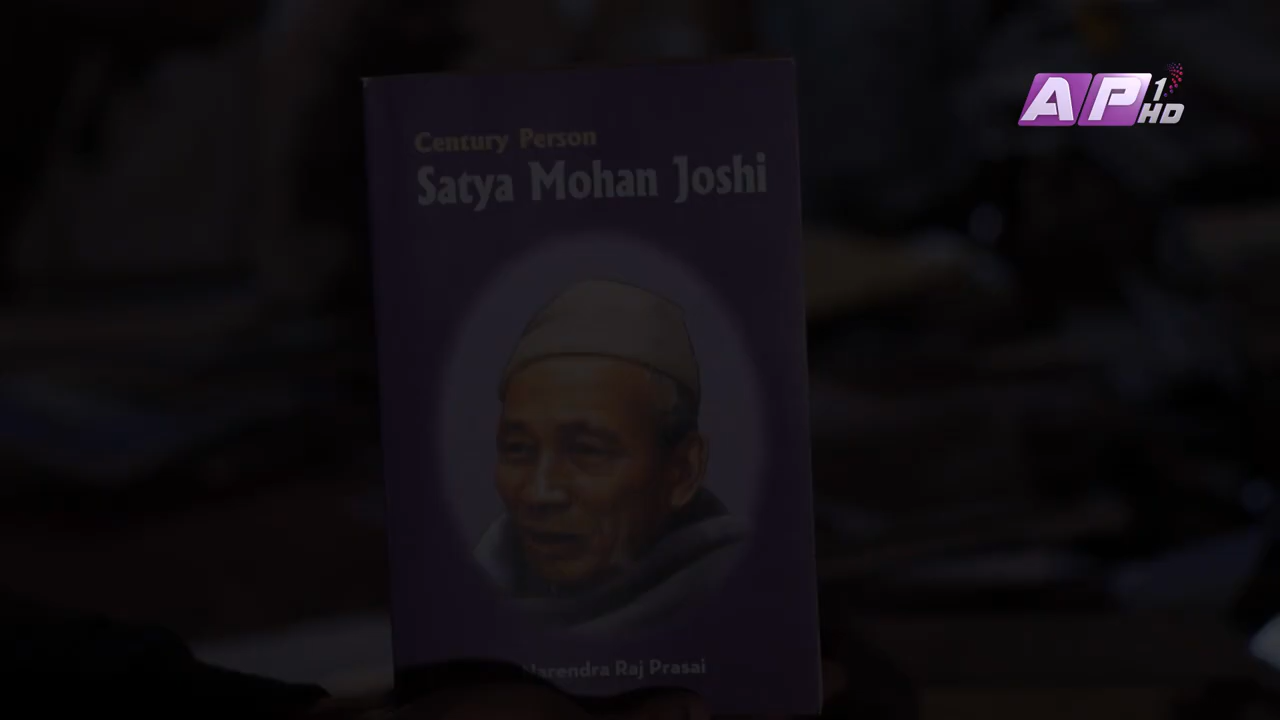 AP1
HD
Century Person
Satya Mohan Joshi
Narendra Raj Prasai